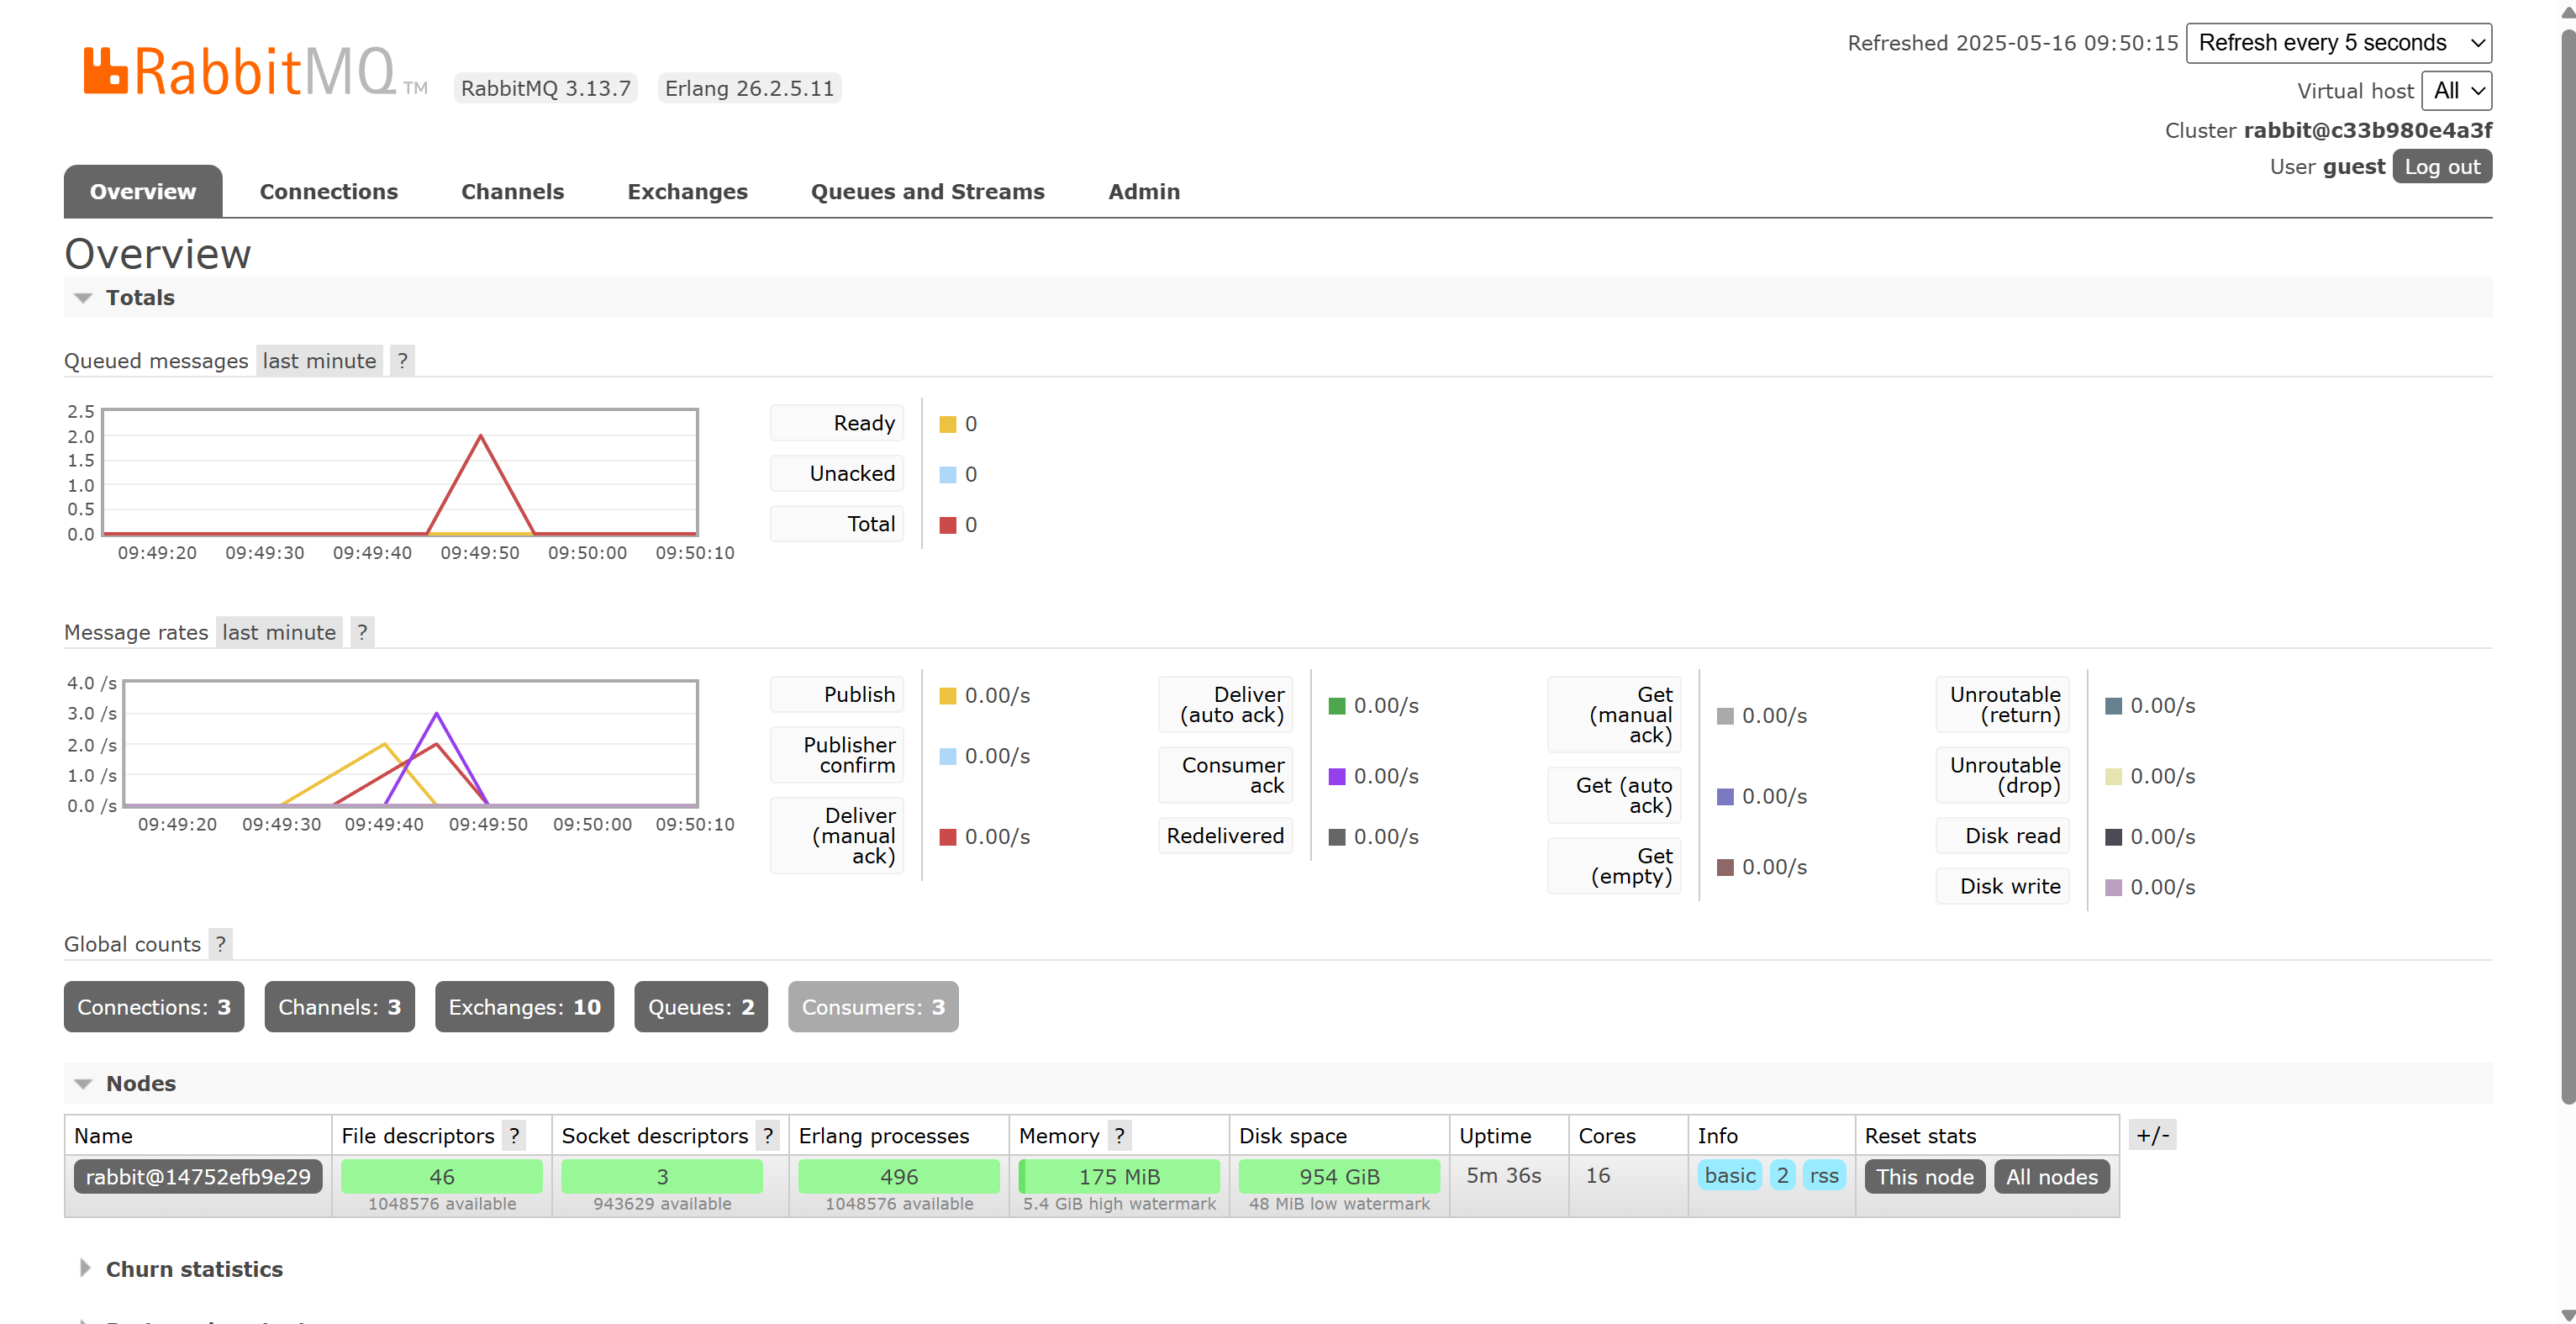 RabbitMQ TM RabbitMQ 3.13.7 Erlang 26.2.5.11
Refreshed 2025-05-16 09:50:15 Refresh every 5 seconds
Virtual host All
Cluster rabbit@c33b980e4a3f
User guest Log out
Overview Connections Channels Exchanges Queues and Streams Admin
Overview
Totals
Queued messages last minute ?
2.5
2.0
1.5
1.0
0.5
0.0
09:49:20 09:49:30 09:49:40 09:49:50 09:50:00 09:50:10
Ready 0
Unacked 0
Total 0
Message rates last minute ?
4.0 /s
3.0 /s
2.0 /s
1.0 /s
0.0 /s
09:49:20 09:49:30 09:49:40 09:49:50 09:50:00 09:50:10
Publish 0.00/s
Publisher
confirm 0.00/s
Deliver
(manual 0.00/s
ack)
Deliver
(auto ack) 0.00/s
Consumer
ack 0.00/s
Redelivered 0.00/s
Get
(manual 0.00/s
ack)
Get (auto
ack) 0.00/s
Get
(empty) 0.00/s
Unroutable
(return) 0.00/s
Unroutable
(drop) 0.00/s
Disk read 0.00/s
Disk write 0.00/s
Global counts ?
Connections: 3 Channels: 3 Exchanges: 10 Queues: 2 Consumers: 3
Nodes
Name File descriptors ? Socket descriptors ? Erlang processes Memory ? Disk space Uptime Cores Info Reset stats +/-
rabbit@14752efb9e29 46 3 496 175 MiB 954 GiB 5m 36s 16 basic 2 rss This node All nodes
1048576 available 943629 available 1048576 available 5.4 GiB high watermark 48 MiB low watermark
Churn statistics